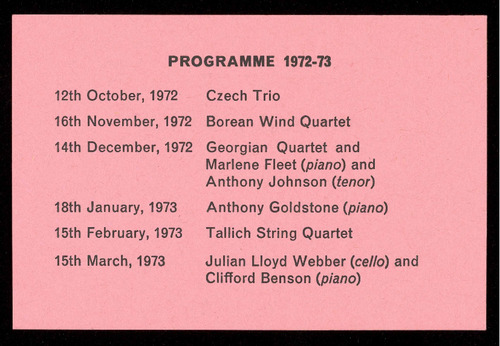 PROGRAMME 1972-73
12th October, 1972 Czech Trio
16th November, 1972 Borean Wind Quartet
14th December, 1972 Georgian Quartet and
Marlene Fleet (piano) and
Anthony Johnson (tenor)
18th January, 1973 Anthony Goldstone (piano)
15th February, 1973 Tallich String Quartet
15th March, 1973 Julian Lloyd Webber (cello) and
Clifford Benson (piano)